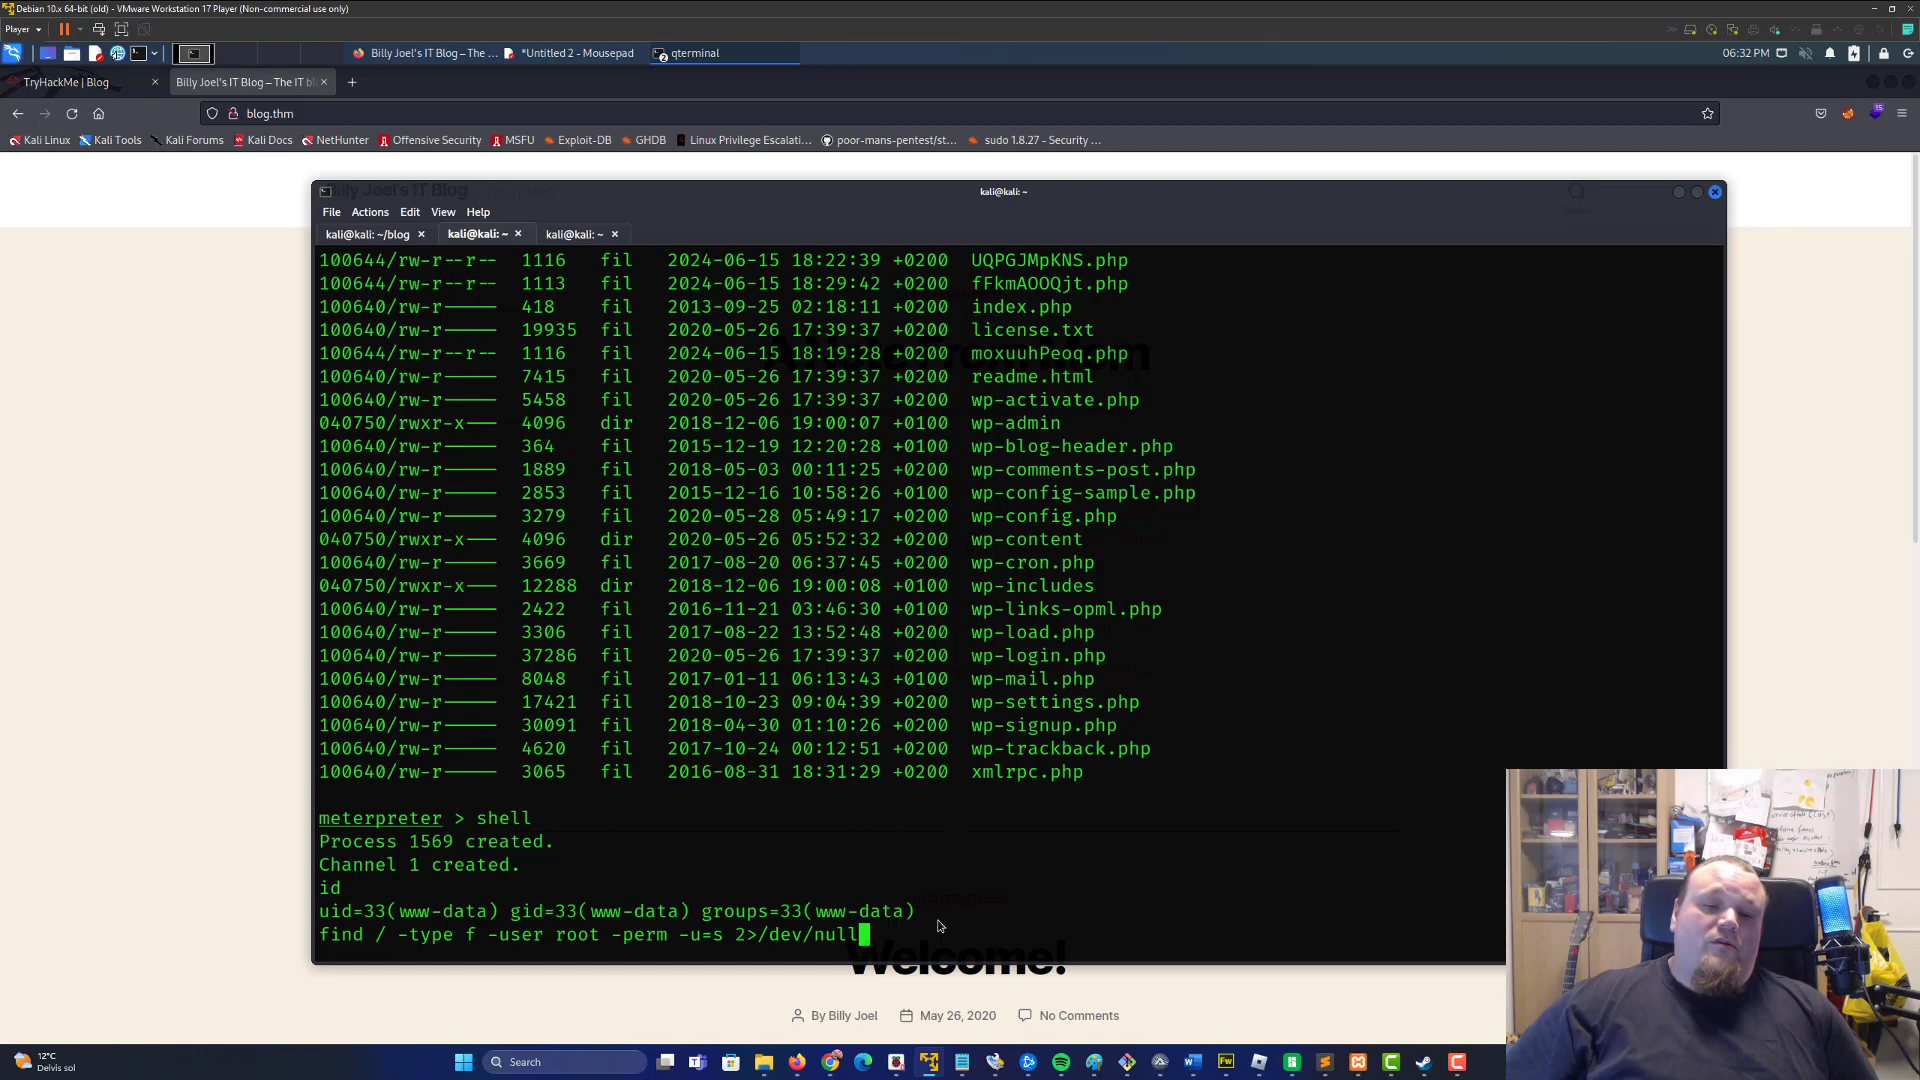 Debian 10.x 64-bit (old) - VMware Workstation 17 Player (Non-commercial use only)
Player
Billy Joel's IT Blog – The ...
*Untitled 2 - Mousepad
qterminal
06:32 PM
TryHackMe | Blog
Billy Joel's IT Blog – The IT bl
blog.thm
15
Kali Linux
Kali Tools
Kali Forums
Kali Docs
NetHunter
Offensive Security
MSFU
Exploit-DB
GHDB
Linux Privilege Escalati...
poor-mans-pentest/st...
sudo 1.8.27 - Security ...
Billy Joel's IT Blog
kali@kali: ~
File Actions Edit View Help
kali@kali: ~/blog
kali@kali: ~
kali@kali: ~
100644/rw-r--r-- 1116 fil 2024-06-15 18:22:39 +0200 UQPGJMpKNS.php
100644/rw-r--r-- 1113 fil 2024-06-15 18:29:42 +0200 fFkmAOOQjt.php
100640/rw-r----- 418 fil 2013-09-25 02:18:11 +0200 index.php
100640/rw-r----- 19935 fil 2020-05-26 17:39:37 +0200 license.txt
100644/rw-r--r-- 1116 fil 2024-06-15 18:19:28 +0200 moxuuhPeoq.php
100640/rw-r----- 7415 fil 2020-05-26 17:39:37 +0200 readme.html
100640/rw-r----- 5458 fil 2020-05-26 17:39:37 +0200 wp-activate.php
040750/rwxr-x--- 4096 dir 2018-12-06 19:00:07 +0100 wp-admin
100640/rw-r----- 364 fil 2015-12-19 12:20:28 +0100 wp-blog-header.php
100640/rw-r----- 1889 fil 2018-05-03 00:11:25 +0200 wp-comments-post.php
100640/rw-r----- 2853 fil 2015-12-16 10:58:26 +0100 wp-config-sample.php
100640/rw-r----- 3279 fil 2020-05-28 05:49:17 +0200 wp-config.php
040750/rwxr-x--- 4096 dir 2020-05-26 05:52:32 +0200 wp-content
100640/rw-r----- 3669 fil 2017-08-20 06:37:45 +0200 wp-cron.php
040750/rwxr-x--- 12288 dir 2018-12-06 19:00:08 +0100 wp-includes
100640/rw-r----- 2422 fil 2016-11-21 03:46:30 +0100 wp-links-opml.php
100640/rw-r----- 3306 fil 2017-08-22 13:52:48 +0200 wp-load.php
100640/rw-r----- 37286 fil 2020-05-26 17:39:37 +0200 wp-login.php
100640/rw-r----- 8048 fil 2017-01-11 06:13:43 +0100 wp-mail.php
100640/rw-r----- 17421 fil 2018-10-23 09:04:39 +0200 wp-settings.php
100640/rw-r----- 30091 fil 2018-04-30 01:10:26 +0200 wp-signup.php
100640/rw-r----- 4620 fil 2017-10-24 00:12:51 +0200 wp-trackback.php
100640/rw-r----- 3065 fil 2016-08-31 18:31:29 +0200 xmlrpc.php
meterpreter > shell
Process 1569 created.
Channel 1 created.
id
uid=33(www-data) gid=33(www-data) groups=33(www-data)
find / -type f -user root -perm -u=s 2>/dev/null
Welcome!
By Billy Joel
May 26, 2020
No Comments
12°C
Delvis sol
Search